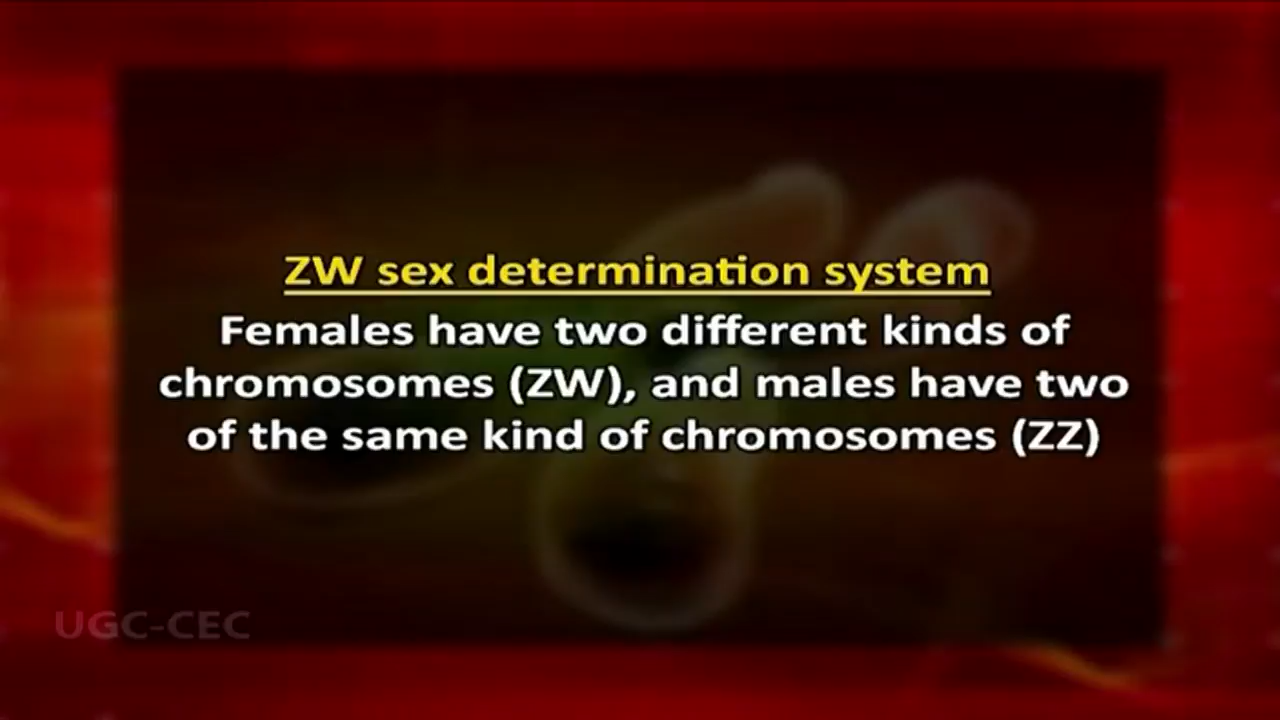 ZW sex determination system
Females have two different kinds of
chromosomes (ZW), and males have two
of the same kind of chromosomes (ZZ)
UGC-CEC